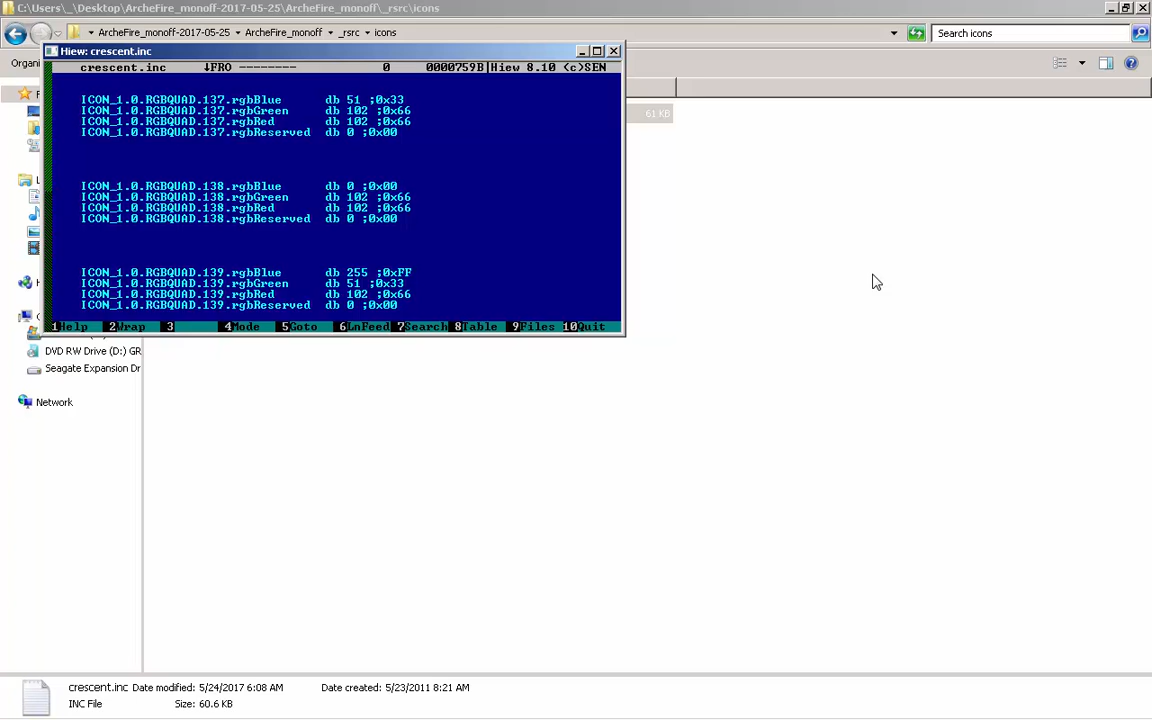 C:\Users\_\Desktop\ArcheFire_monoff-2017-05-25\ArcheFire_monoff\_rsrc\icons
ArcheFire_monoff-2017-05-25 ArcheFire_monoff _rsrc icons
Search icons
Hiew: crescent.inc
Organi
crescent.inc ↓FRO -------- 0 0000759B|Hiew 8.10 (c)SEN
61 KB
ICON_1.0.RGBQUAD.137.rgbBlue db 51 ;0x33
ICON_1.0.RGBQUAD.137.rgbGreen db 102 ;0x66
ICON_1.0.RGBQUAD.137.rgbRed db 102 ;0x66
ICON_1.0.RGBQUAD.137.rgbReserved db 0 ;0x00
ICON_1.0.RGBQUAD.138.rgbBlue db 0 ;0x00
ICON_1.0.RGBQUAD.138.rgbGreen db 102 ;0x66
ICON_1.0.RGBQUAD.138.rgbRed db 102 ;0x66
ICON_1.0.RGBQUAD.138.rgbReserved db 0 ;0x00
ICON_1.0.RGBQUAD.139.rgbBlue db 255 ;0xFF
ICON_1.0.RGBQUAD.139.rgbGreen db 51 ;0x33
ICON_1.0.RGBQUAD.139.rgbRed db 102 ;0x66
ICON_1.0.RGBQUAD.139.rgbReserved db 0 ;0x00
1Help 2Wrap 3 4Mode 5Goto 6LnFeed 7Search 8Table 9Files 10Quit
DVD RW Drive (D:) GR
Seagate Expansion Dr
Network
crescent.inc Date modified: 5/24/2017 6:08 AM Date created: 5/23/2011 8:21 AM
INC File Size: 60.6 KB